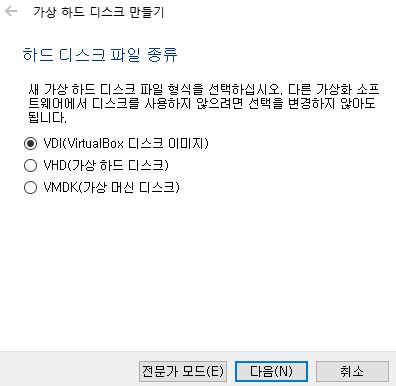 가상 하드 디스크 만들기
하드 디스크 파일 종류
새 가상 하드 디스크 파일 형식을 선택하십시오. 다른 가상화 소프
트웨어에서 디스크를 사용하지 않으려면 선택을 변경하지 않아도
됩니다.
VDI(VirtualBox 디스크 이미지)
VHD(가상 하드 디스크)
VMDK(가상 머신 디스크)
전문가 모드(E) 다음(N) 취소